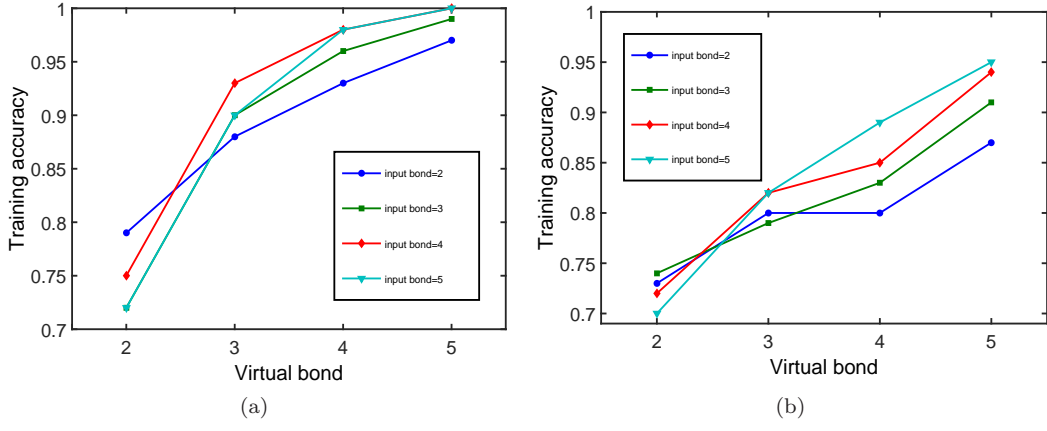 1
0.95
0.9
0.85
0.8
0.75
0.7
Training accuracy
input bond=2
input bond=3
input bond=4
input bond=5
2 3 4 5
Virtual bond
(a)
1
0.95
0.9
0.85
0.8
0.75
0.7
Training accuracy
input bond=2
input bond=3
input bond=4
input bond=5
2 3 4 5
Virtual bond
(b)